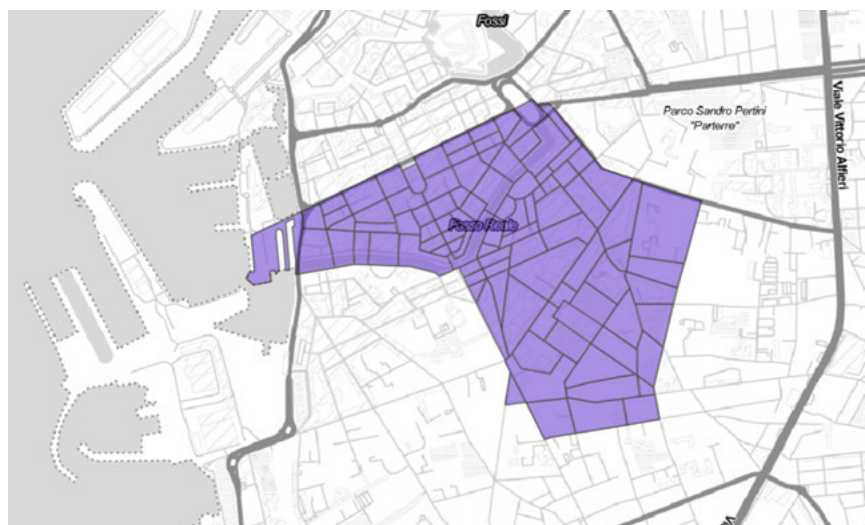 Fossi
Parco Sandro Pertini
"Parterre"
Viale Vittorio Alfieri
Fosso Reale